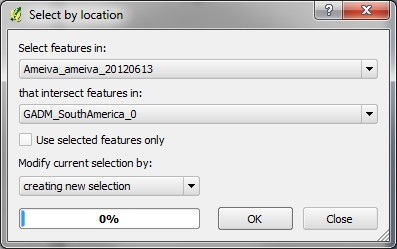 Select by location
Select features in:
Ameiva_ameiva_20120613
that intersect features in:
GADM_SouthAmerica_0
Use selected features only
Modify current selection by:
creating new selection
0%
OK
Close